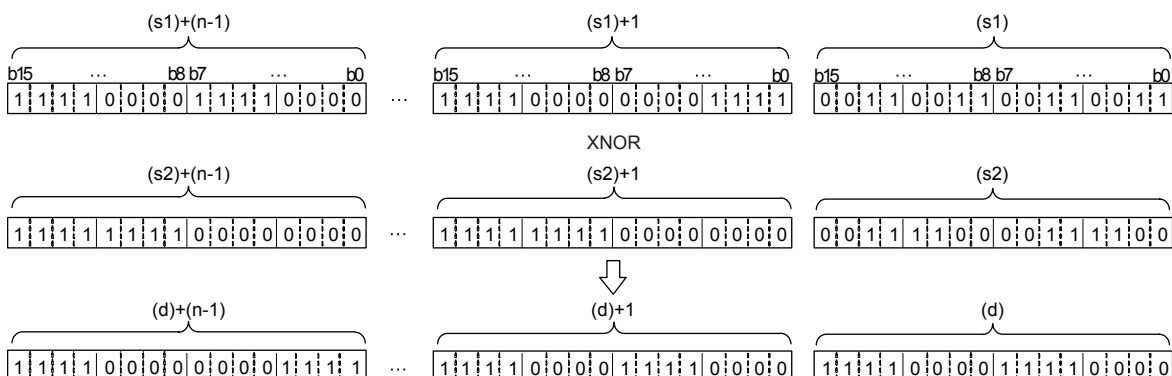 (s1)+(n-1) (s1)+1 (s1)
b15 ... b8 b7 ... b0 b15 ... b8 b7 ... b0 b15 ... b8 b7 ... b0
1 1 1 1 0 0 0 0 1 1 1 1 0 0 0 0 ... 1 1 1 1 0 0 0 0 0 0 0 0 1 1 1 1 0 0 1 1 0 0 1 1 0 0 1 1 0 0 1 1
XNOR
(s2)+(n-1) (s2)+1 (s2)
1 1 1 1 1 1 1 1 0 0 0 0 0 0 0 0 ... 1 1 1 1 1 1 1 1 0 0 0 0 0 0 0 0 0 0 1 1 1 1 0 0 0 0 1 1 1 1 0 0
(d)+(n-1) (d)+1 (d)
1 1 1 1 0 0 0 0 0 0 0 0 1 1 1 1 ... 1 1 1 1 0 0 0 0 1 1 1 1 0 0 0 0 1 1 1 1 0 0 0 0 1 1 1 1 0 0 0 0